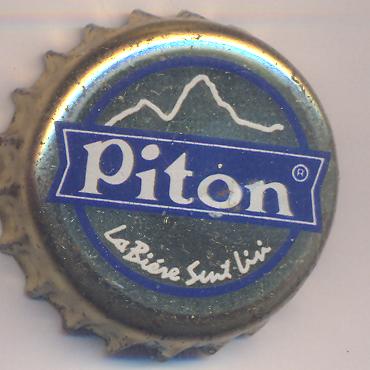 Piton®
La Bière Sent Lisi